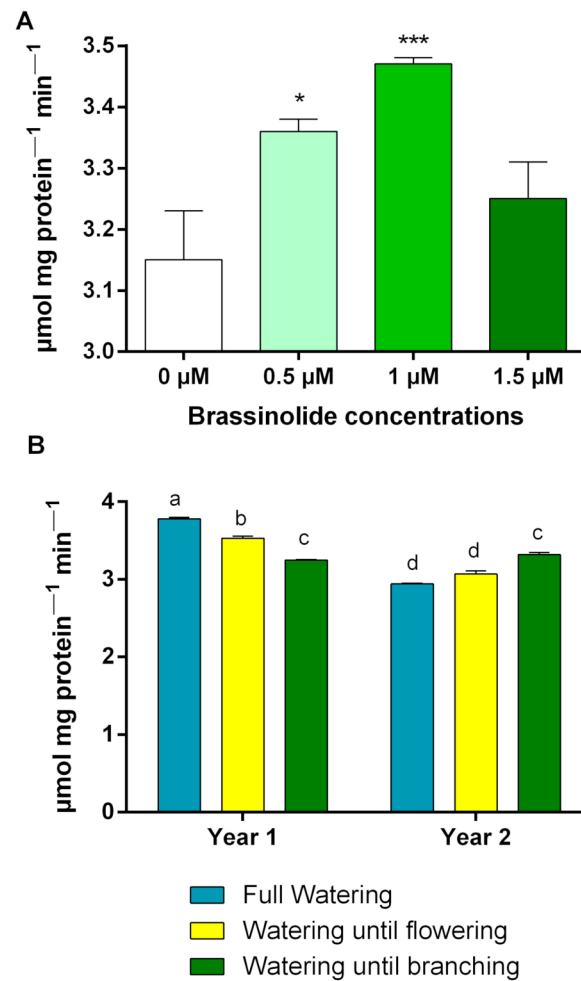 A
µmol mg protein⁻¹ min⁻¹
3.5
3.4
3.3
3.2
3.1
3.0
*
***
0 µM 0.5 µM 1 µM 1.5 µM
Brassinolide concentrations
B
µmol mg protein⁻¹ min⁻¹
4
3
2
1
0
a b c d d c
Year 1 Year 2
Full Watering
Watering until flowering
Watering until branching